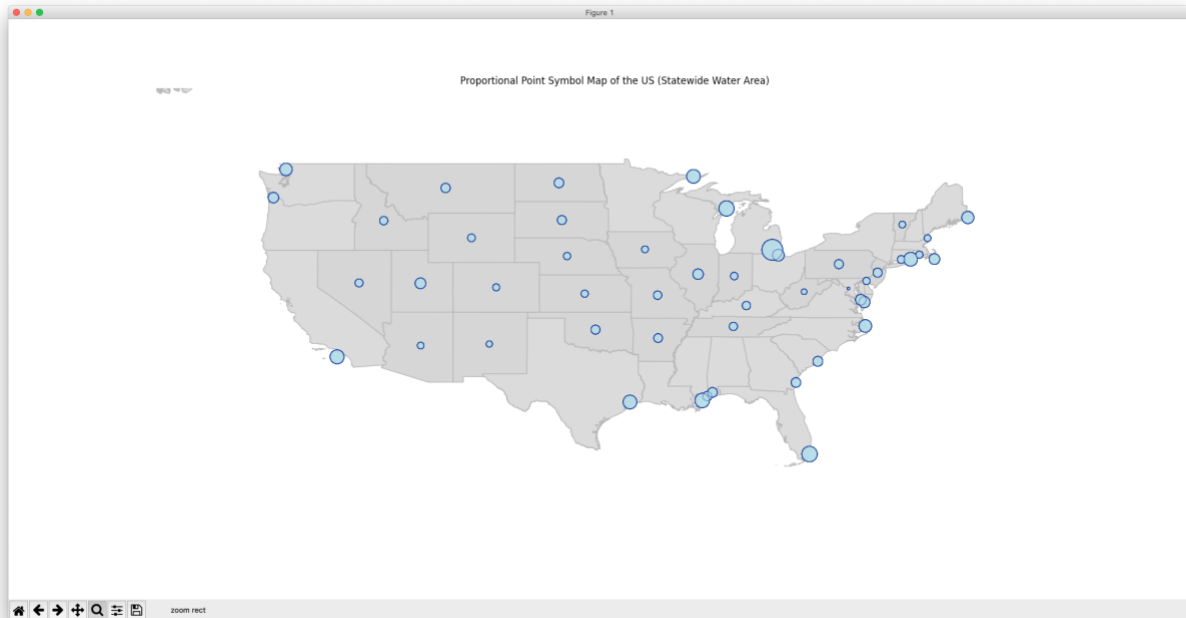 Figure 1
Proportional Point Symbol Map of the US (Statewide Water Area)
zoom rect